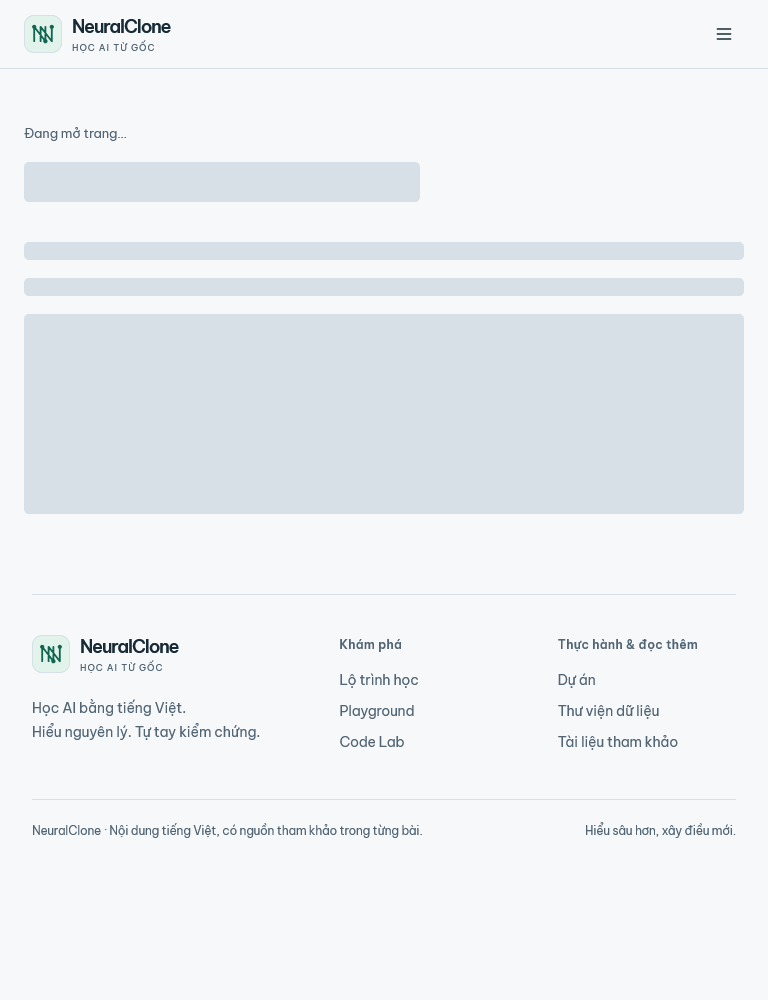 NeuralClone
HỌC AI TỪ GỐC
Đang mở trang...
NeuralClone
HỌC AI TỪ GỐC
Học AI bằng tiếng Việt.
Hiểu nguyên lý. Tự tay kiểm chứng.
Khám phá
Lộ trình học
Playground
Code Lab
Thực hành & đọc thêm
Dự án
Thư viện dữ liệu
Tài liệu tham khảo
NeuralClone · Nội dung tiếng Việt, có nguồn tham khảo trong từng bài.
Hiểu sâu hơn, xây điều mới.